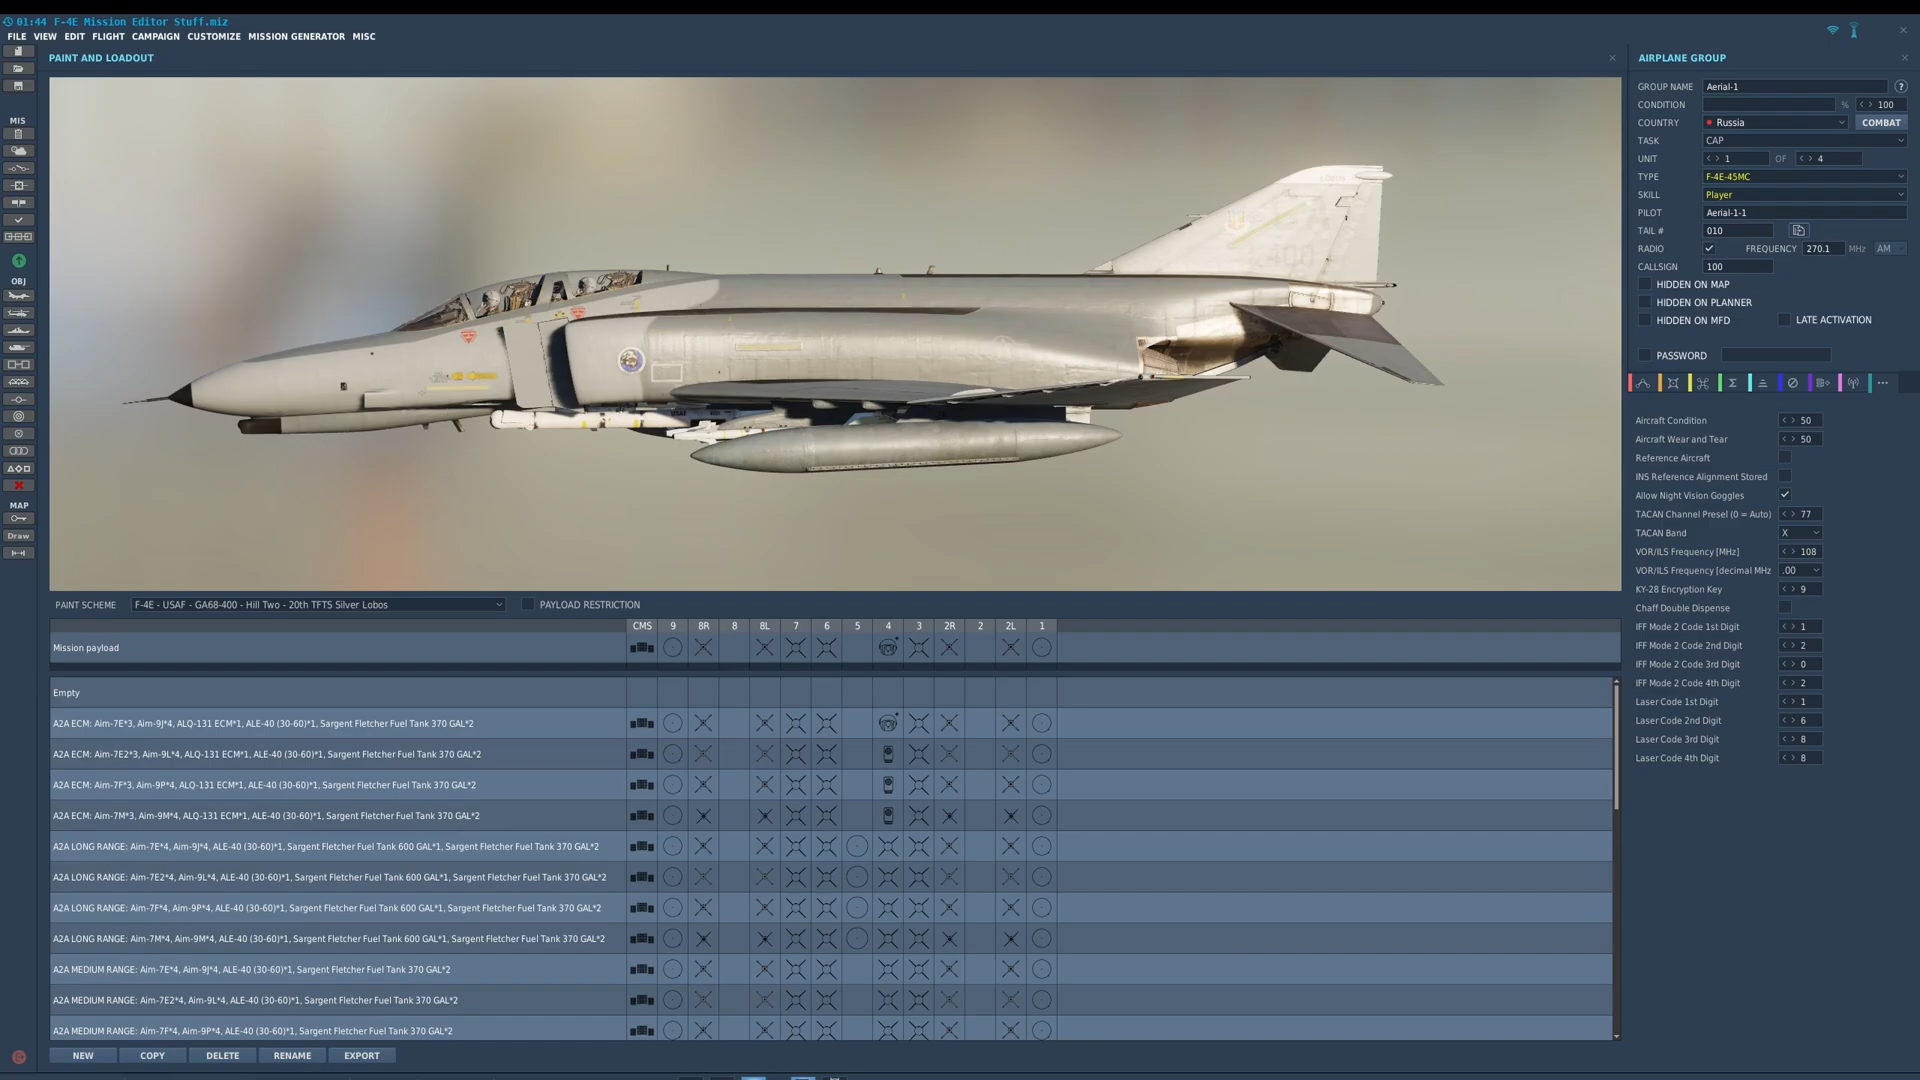 01:44 F-4E Mission Editor Stuff.miz
FILE VIEW EDIT FLIGHT CAMPAIGN CUSTOMIZE MISSION GENERATOR MISC
PAINT AND LOADOUT
MIS
OBJ
MAP
Draw
PAINT SCHEME F-4E - USAF - GA68-400 - Hill Two - 20th TFTS Silver Lobos PAYLOAD RESTRICTION
CMS 9 8R 8 8L 7 6 5 4 3 2R 2 2L 1
Mission payload
Empty
A2A ECM: Aim-7E*3, Aim-9J*4, ALQ-131 ECM*1, ALE-40 (30-60)*1, Sargent Fletcher Fuel Tank 370 GAL*2
A2A ECM: Aim-7E2*3, Aim-9L*4, ALQ-131 ECM*1, ALE-40 (30-60)*1, Sargent Fletcher Fuel Tank 370 GAL*2
A2A ECM: Aim-7F*3, Aim-9P*4, ALQ-131 ECM*1, ALE-40 (30-60)*1, Sargent Fletcher Fuel Tank 370 GAL*2
A2A ECM: Aim-7M*3, Aim-9M*4, ALQ-131 ECM*1, ALE-40 (30-60)*1, Sargent Fletcher Fuel Tank 370 GAL*2
A2A LONG RANGE: Aim-7E*4, Aim-9J*4, ALE-40 (30-60)*1, Sargent Fletcher Fuel Tank 600 GAL*1, Sargent Fletcher Fuel Tank 370 GAL*2
A2A LONG RANGE: Aim-7E2*4, Aim-9L*4, ALE-40 (30-60)*1, Sargent Fletcher Fuel Tank 600 GAL*1, Sargent Fletcher Fuel Tank 370 GAL*2
A2A LONG RANGE: Aim-7F*4, Aim-9P*4, ALE-40 (30-60)*1, Sargent Fletcher Fuel Tank 600 GAL*1, Sargent Fletcher Fuel Tank 370 GAL*2
A2A LONG RANGE: Aim-7M*4, Aim-9M*4, ALE-40 (30-60)*1, Sargent Fletcher Fuel Tank 600 GAL*1, Sargent Fletcher Fuel Tank 370 GAL*2
A2A MEDIUM RANGE: Aim-7E*4, Aim-9J*4, ALE-40 (30-60)*1, Sargent Fletcher Fuel Tank 370 GAL*2
A2A MEDIUM RANGE: Aim-7E2*4, Aim-9L*4, ALE-40 (30-60)*1, Sargent Fletcher Fuel Tank 370 GAL*2
A2A MEDIUM RANGE: Aim-7F*4, Aim-9P*4, ALE-40 (30-60)*1, Sargent Fletcher Fuel Tank 370 GAL*2
NEW COPY DELETE RENAME EXPORT
AIRPLANE GROUP
GROUP NAME Aerial-1 ?
CONDITION % < > 100
COUNTRY Russia COMBAT
TASK CAP
UNIT < > 1 OF < > 4
TYPE F-4E-45MC
SKILL Player
PILOT Aerial-1-1
TAIL # 010
RADIO FREQUENCY 270.1 MHz AM
CALLSIGN 100
HIDDEN ON MAP
HIDDEN ON PLANNER
HIDDEN ON MFD LATE ACTIVATION
PASSWORD
Aircraft Condition < > 50
Aircraft Wear and Tear < > 50
Reference Aircraft
INS Reference Alignment Stored
Allow Night Vision Goggles
TACAN Channel Presel (0 = Auto) < > 77
TACAN Band X
VOR/ILS Frequency [MHz] < > 108
VOR/ILS Frequency [decimal MHz .00
KY-28 Encryption Key < > 9
Chaff Double Dispense
IFF Mode 2 Code 1st Digit < > 1
IFF Mode 2 Code 2nd Digit < > 2
IFF Mode 2 Code 3rd Digit < > 0
IFF Mode 2 Code 4th Digit < > 2
Laser Code 1st Digit < > 1
Laser Code 2nd Digit < > 6
Laser Code 3rd Digit < > 8
Laser Code 4th Digit < > 8